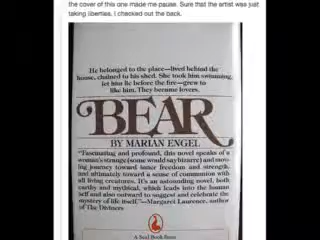 the cover of this one made me pause. Sure that the artist was just
taking liberties, I checked out the back.
He belonged to the place—lived behind the
house, chained to his shed. She took him swimming,
let him lie before the fire—grew to
like him. They became lovers.
BEAR
BY MARIAN ENGEL
"Fascinating and profound, this novel speaks of a
woman's strange (some would say bizarre) and mov-
ing journey toward inner freedom and strength,
and ultimately toward a sense of communion with
all living creatures. It's an astounding novel, both
earthy and mythical, which leads into the human
self and also outward to suggest and celebrate the
mystery of life itself."—Margaret Laurence, author
of The Diviners
A Seal Book from